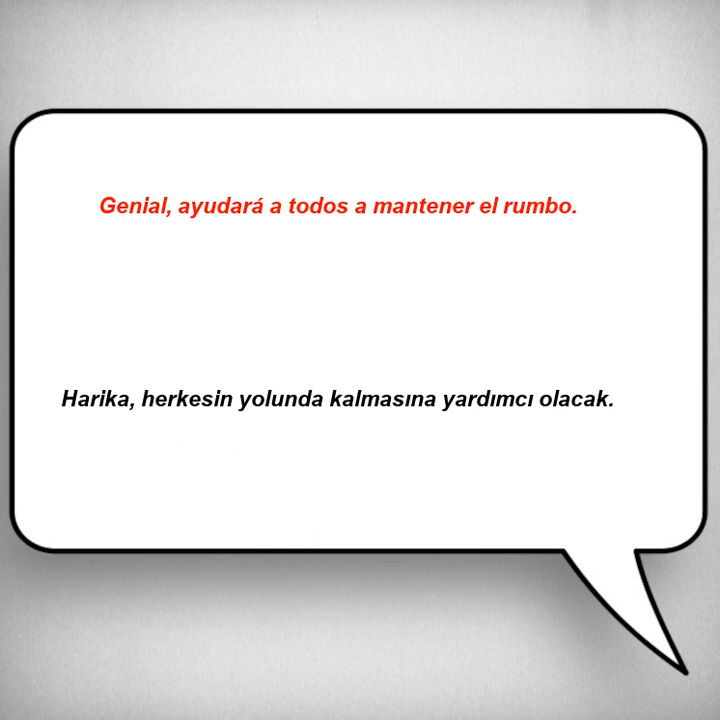 Genial, ayudará a todos a mantener el rumbo.
Harika, herkesin yolunda kalmasına yardımcı olacak.